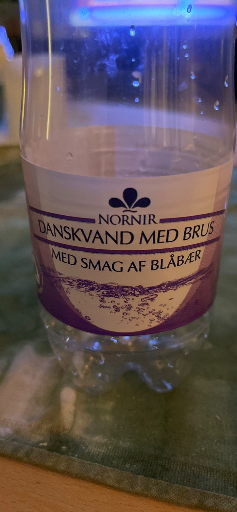 NORNIR
DANSKVAND MED BRUS
MED SMAG AF BLÅBÆR